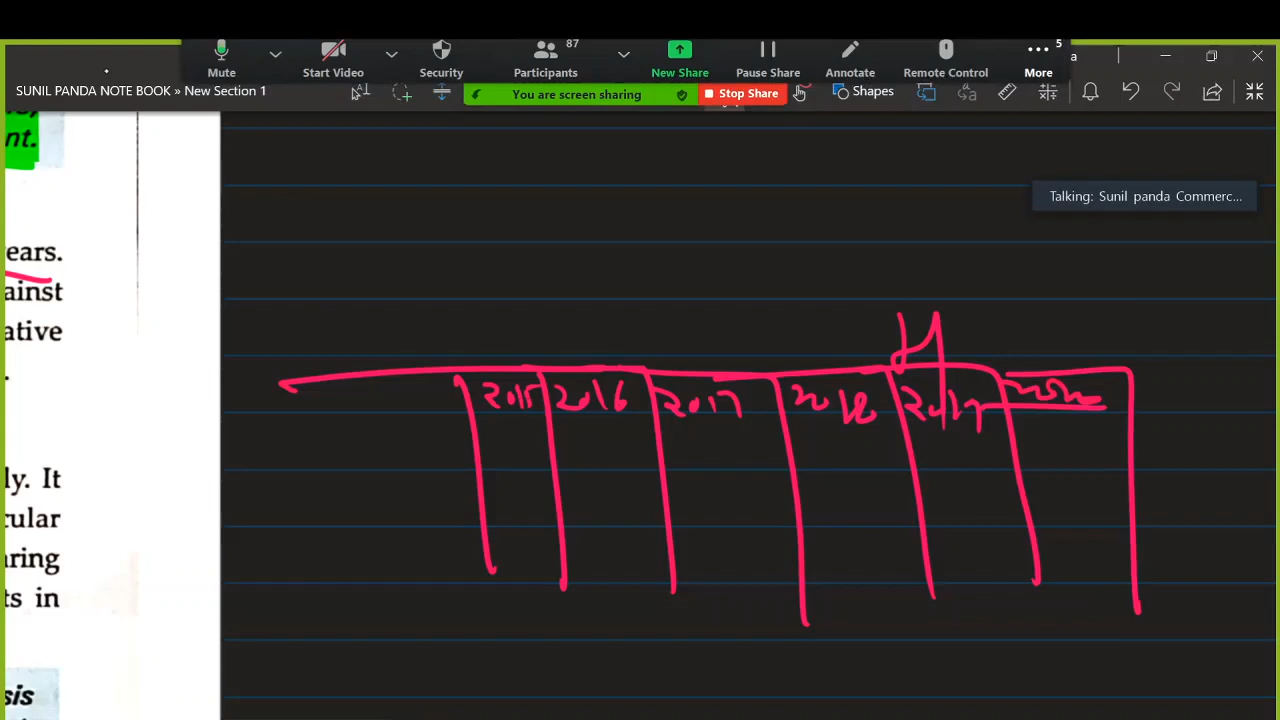 87
5
Mute
Start Video
Security
Participants
New Share
Pause Share
Annotate
Remote Control
More
a
SUNIL PANDA NOTE BOOK » New Section 1
You are screen sharing
Stop Share
Shapes
nt.
Talking: Sunil panda Commerc...
ears.
ainst
ative
2015 2016 2017 2018 2019
ly. It
cular
aring
ts in
sis